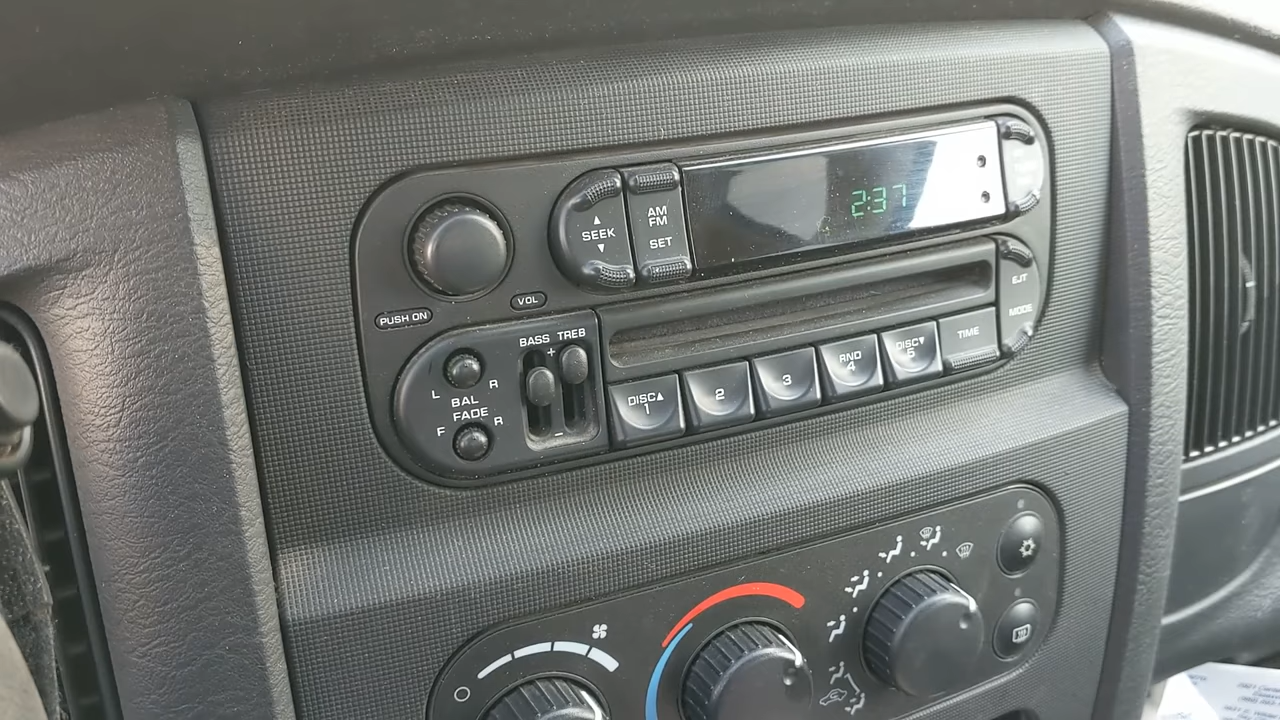 2:37
SEEK
AM
FM
SET
PUSH ON
VOL
EJT
MODE
BASS TREB
+
-
L R
BAL
FADE
F R
DISC▲
1
2
3
RND
4
DISC▼
5
TIME